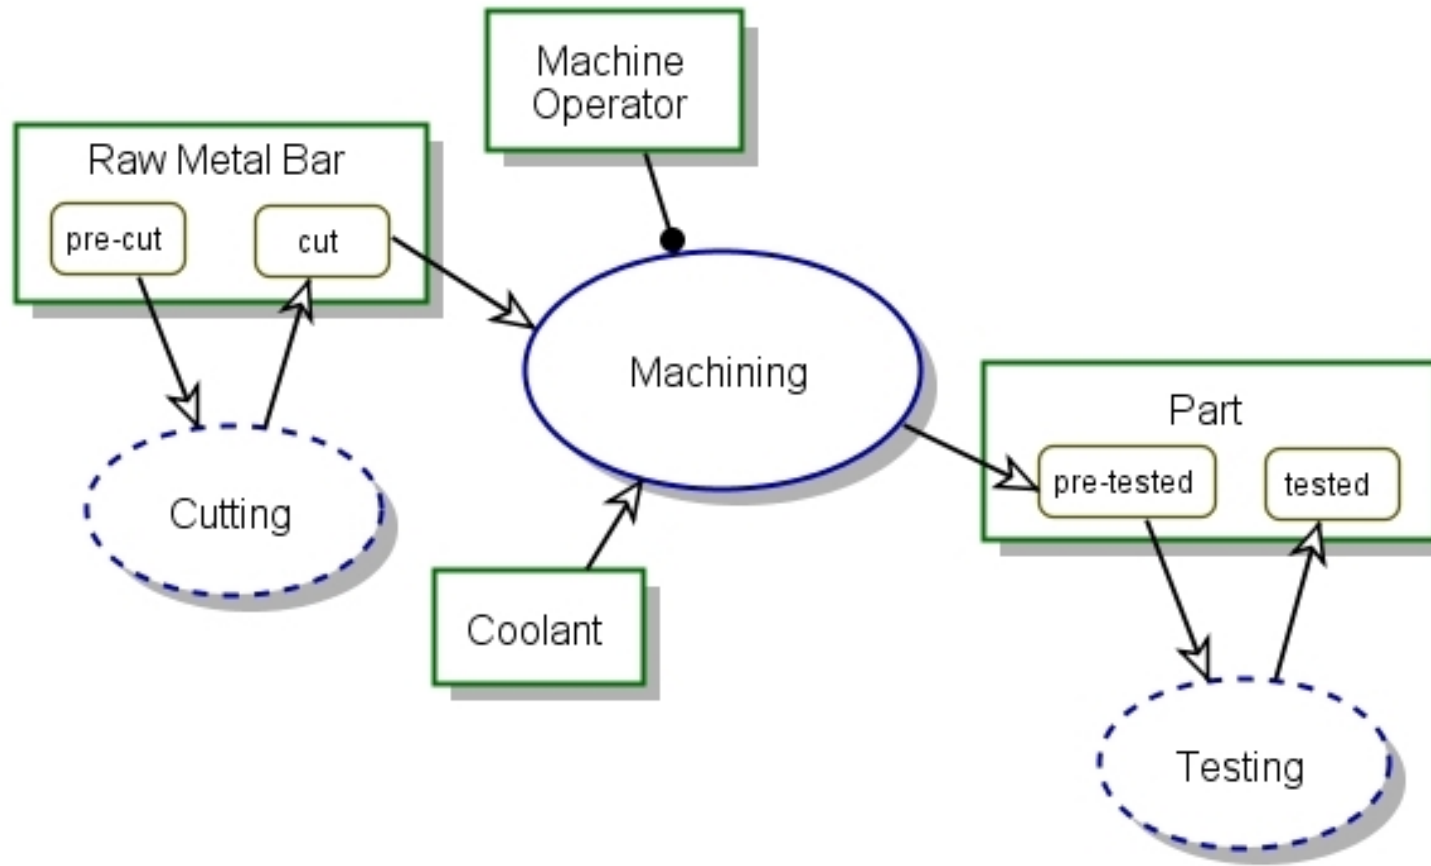 Machine
Operator
Raw Metal Bar
pre-cut
cut
Machining
Part
pre-tested
tested
Cutting
Coolant
Testing